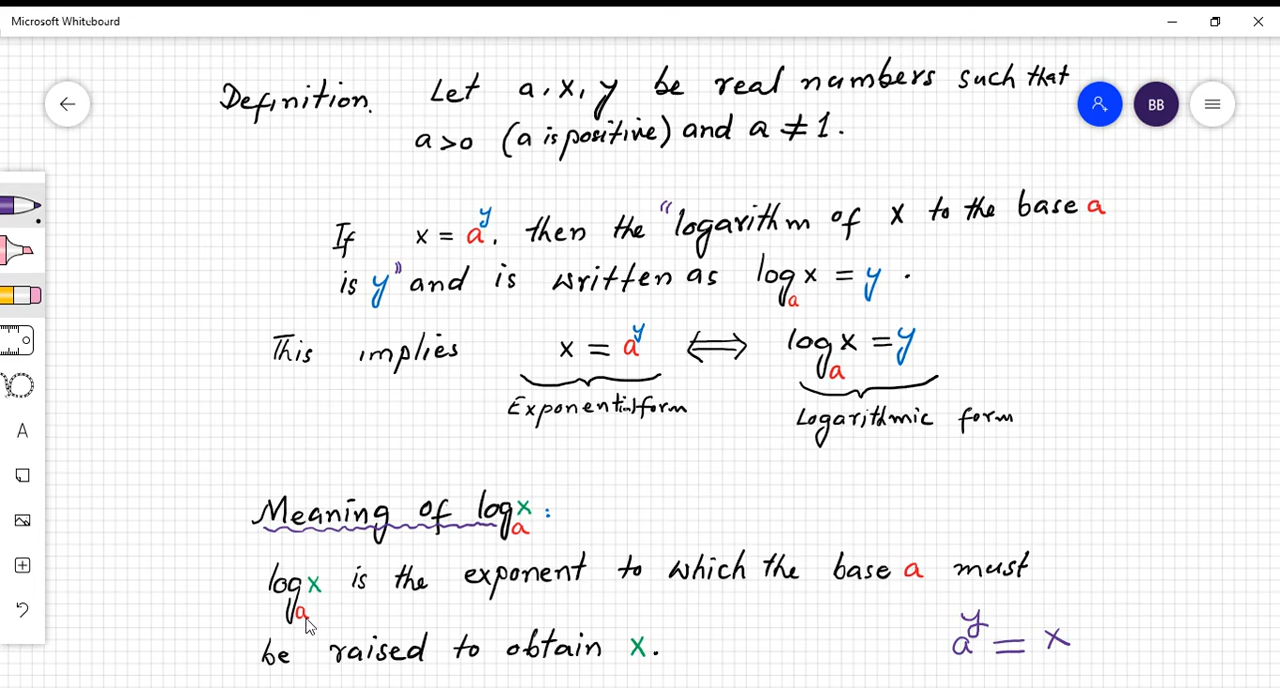 Microsoft Whiteboard
Definition. Let a, x, y be real numbers such that
a>0 (a is positive) and a ≠ 1.
BB
If x = a^y, then the "logarithm of x to the base a
is y" and is written as log_a x = y.
This implies x = a^y ⟺ log_a x = y
Exponential form Logarithmic form
Meaning of log_a x:
log_a x is the exponent to which the base a must
be raised to obtain x. a^y = x
A